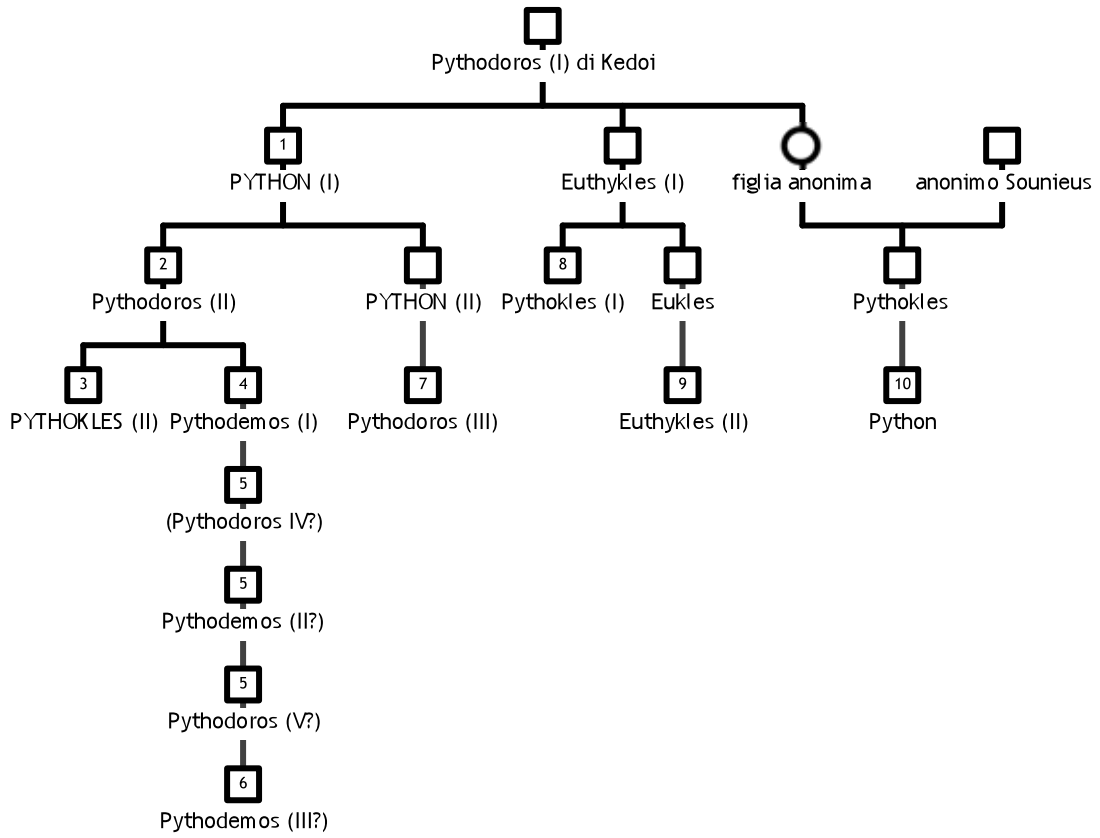 Pythodoros (I) di Kedoi
1
PYTHON (I)
Euthykles (I)
figlia anonima
anonimo Sounieus
2
8
Pythodoros (II)
PYTHON (II)
Pythokles (I)
Eukles
Pythokles
3
4
7
9
10
PYTHOKLES (II)
Pythodemos (I)
Pythodoros (III)
Euthykles (II)
Python
5
(Pythodoros IV?)
5
Pythodemos (II?)
5
Pythodoros (V?)
6
Pythodemos (III?)